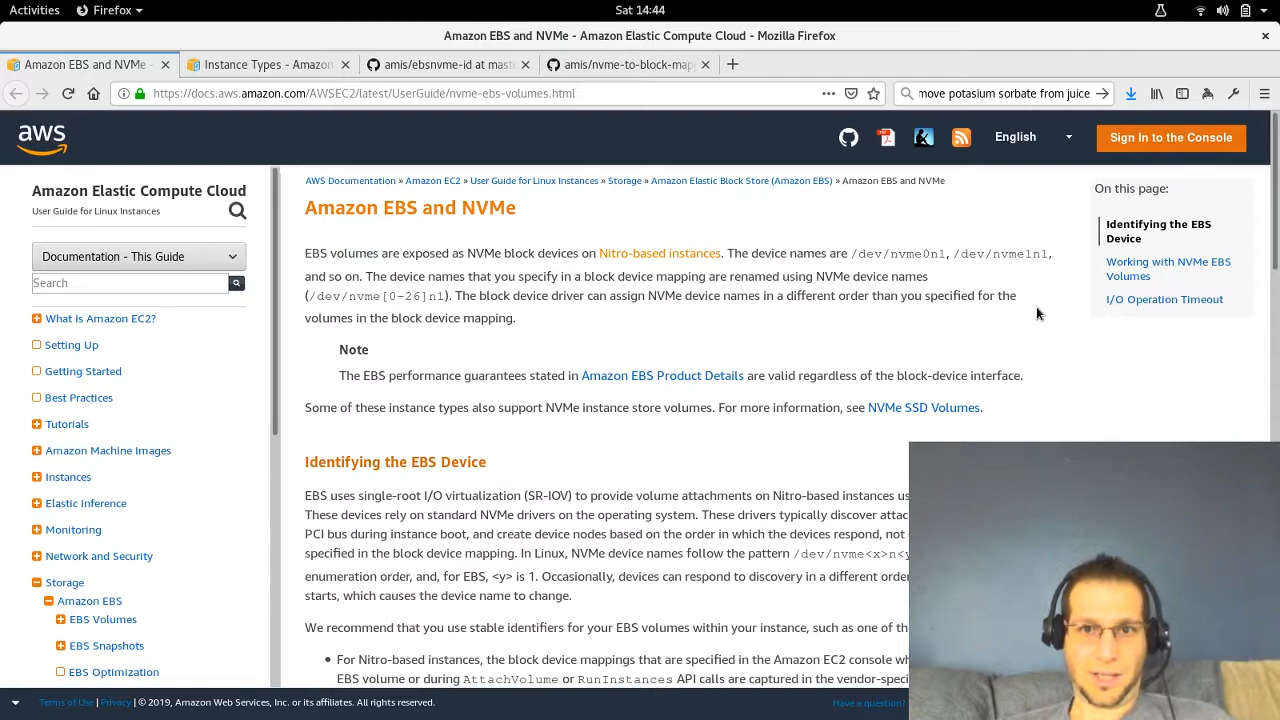 Activities Firefox Sat 14:44
Amazon EBS and NVMe - Amazon Elastic Compute Cloud - Mozilla Firefox
Amazon EBS and NVMe - Instance Types - Amazon amis/ebsnvme-id at mast amis/nvme-to-block-map
https://docs.aws.amazon.com/AWSEC2/latest/UserGuide/nvme-ebs-volumes.html move potasium sorbate from juice
aws English Sign In to the Console
Amazon Elastic Compute Cloud
User Guide for Linux Instances
Documentation - This Guide
Search
What Is Amazon EC2?
Setting Up
Getting Started
Best Practices
Tutorials
Amazon Machine Images
Instances
Elastic Inference
Monitoring
Network and Security
Storage
Amazon EBS
EBS Volumes
EBS Snapshots
EBS Optimization
AWS Documentation » Amazon EC2 » User Guide for Linux Instances » Storage » Amazon Elastic Block Store (Amazon EBS) » Amazon EBS and NVMe
Amazon EBS and NVMe
EBS volumes are exposed as NVMe block devices on Nitro-based instances. The device names are /dev/nvme0n1, /dev/nvme1n1,
and so on. The device names that you specify in a block device mapping are renamed using NVMe device names
(/dev/nvme[0-26]n1). The block device driver can assign NVMe device names in a different order than you specified for the
volumes in the block device mapping.
Note
The EBS performance guarantees stated in Amazon EBS Product Details are valid regardless of the block-device interface.
Some of these instance types also support NVMe instance store volumes. For more information, see NVMe SSD Volumes.
Identifying the EBS Device
EBS uses single-root I/O virtualization (SR-IOV) to provide volume attachments on Nitro-based instances
These devices rely on standard NVMe drivers on the operating system. These drivers typically discover
PCI bus during instance boot, and create device nodes based on the order in which the devices respond, not
specified in the block device mapping. In Linux, NVMe device names follow the pattern /dev/nvme<x>n<y
enumeration order, and, for EBS, <y> is 1. Occasionally, devices can respond to discovery in a different order
starts, which causes the device name to change.
We recommend that you use stable identifiers for your EBS volumes within your instance, such as one of the
• For Nitro-based instances, the block device mappings that are specified in the Amazon EC2 console
EBS volume or during AttachVolume or RunInstances API calls are captured in the vendor-speci
On this page:
Identifying the EBS
Device
Working with NVMe EBS
Volumes
I/O Operation Timeout
Terms of Use | Privacy | © 2019, Amazon Web Services, Inc. or its affiliates. All rights reserved. Have a question?